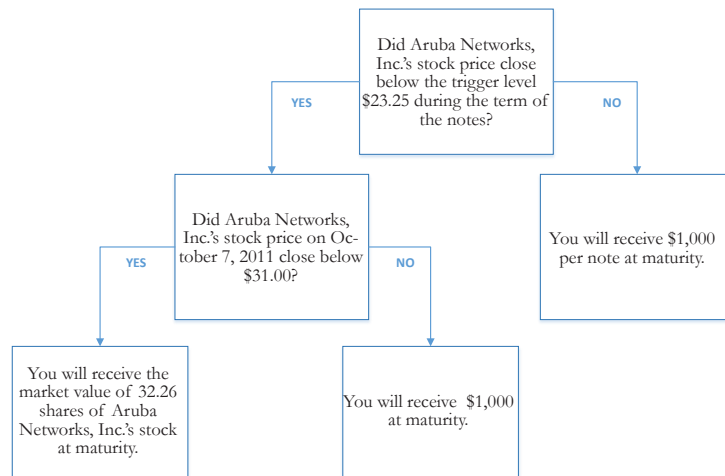 Did Aruba Networks,
Inc.'s stock price close
below the trigger level
$23.25 during the term of
the notes?
YES
NO
Did Aruba Networks,
Inc.'s stock price on Oc-
tober 7, 2011 close below
$31.00?
You will receive $1,000
per note at maturity.
YES
NO
You will receive the
market value of 32.26
shares of Aruba
Networks, Inc.'s stock
at maturity.
You will receive $1,000
at maturity.